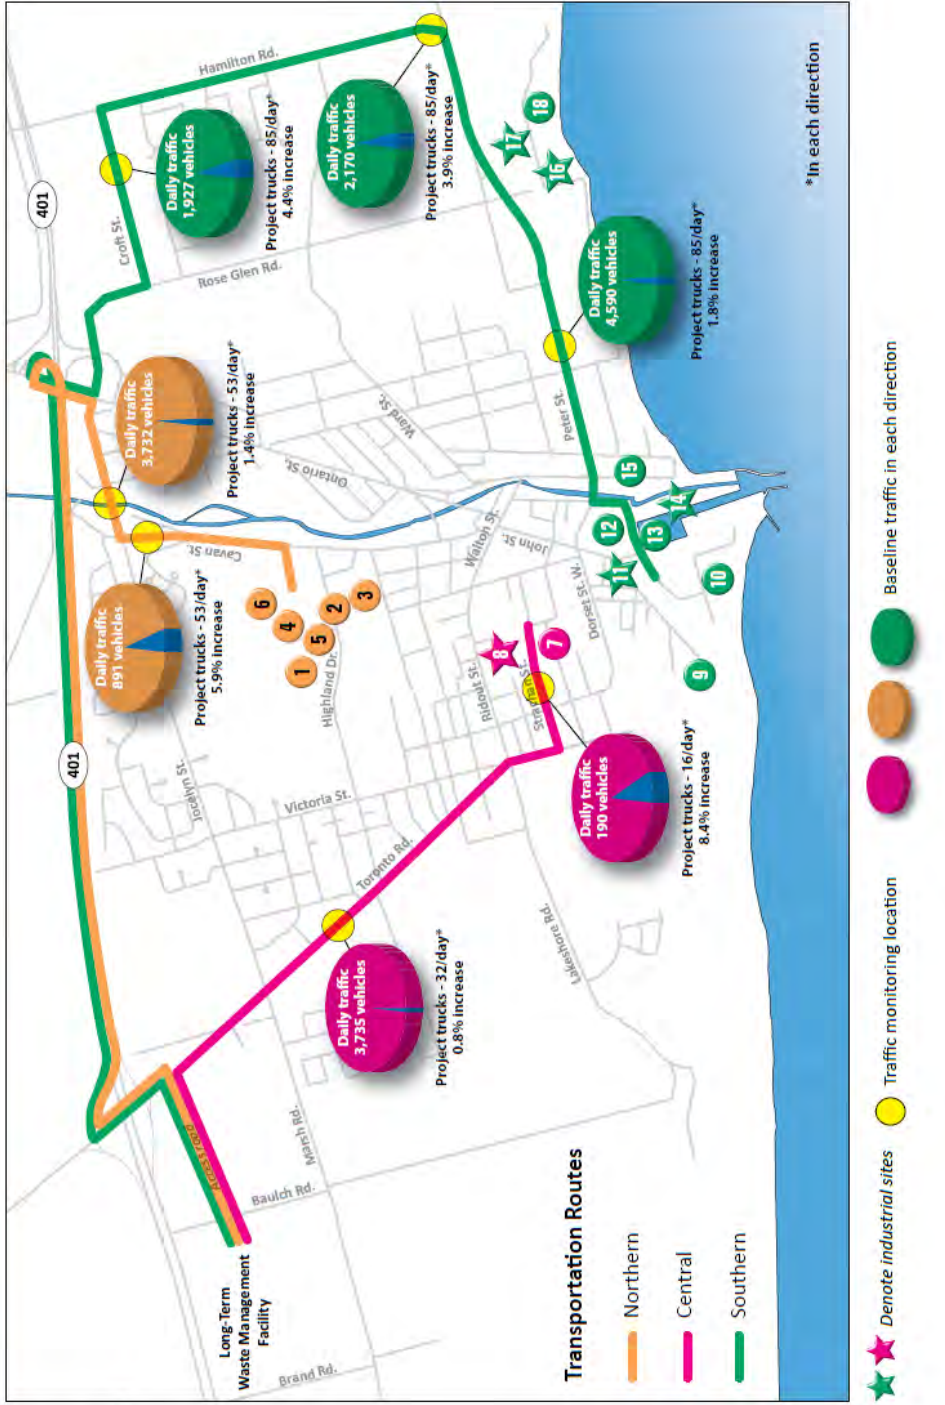 401
401
Hamilton Rd.
Croft St.
Rose Glen Rd.
Daily traffic
1,927 vehicles
Project trucks - 85/day*
4.4% increase
Daily traffic
2,170 vehicles
Project trucks - 85/day*
3.9% increase
Daily traffic
4,590 vehicles
Project trucks - 85/day*
1.8% increase
Daily traffic
3,732 vehicles
Project trucks - 53/day*
1.4% increase
Daily traffic
891 vehicles
Project trucks - 53/day*
5.9% increase
Daily traffic
190 vehicles
Project trucks - 16/day*
8.4% increase
Daily traffic
3,735 vehicles
Project trucks - 32/day*
0.8% increase
Ward St.
Ontario St.
Peter St.
Cavan St.
Walton St.
John St.
Dorset St. W.
Highland Dr.
Ridout St.
Strachan St.
Jocelyn St.
Victoria St.
Toronto Rd.
Lakeshore Rd.
Marsh Rd.
Baulch Rd.
Brand Rd.
Access road
Long-Term
Waste Management
Facility
1
2
3
4
5
6
7
8
9
10
11
12
13
14
15
16
17
18
*In each direction
Transportation Routes
Northern
Central
Southern
Denote industrial sites
Traffic monitoring location
Baseline traffic in each direction